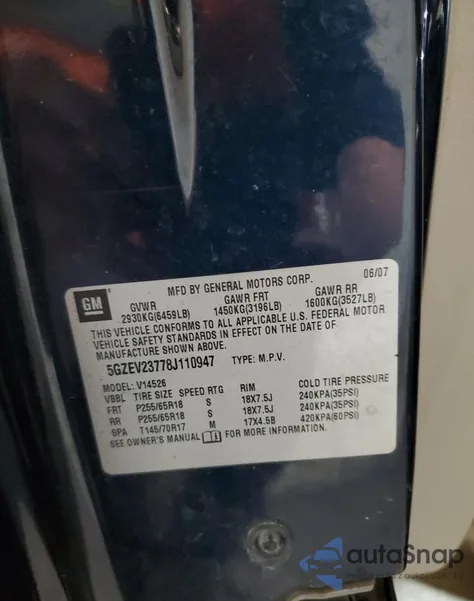 GM
MFD BY GENERAL MOTORS CORP. 06/07
GVWR GAWR FRT GAWR RR
2930KG(6459LB) 1450KG(3196LB) 1600KG(3527LB)
THIS VEHICLE CONFORMS TO ALL APPLICABLE U.S. FEDERAL MOTOR
VEHICLE SAFETY STANDARDS IN EFFECT ON THE DATE OF
MANUFACTURE SHOWN ABOVE.
5GZEV23778J110947 TYPE: M.P.V.
MODEL: V14526
VBBL TIRE SIZE SPEED RTG RIM COLD TIRE PRESSURE
FRT P255/65R18 S 18X7.5J 240KPA(35PSI)
RR P255/65R18 S 18X7.5J 240KPA(35PSI)
SPA T145/70R17 M 17X4.5B 420KPA(60PSI)
SEE OWNER'S MANUAL FOR MORE INFORMATION.
autoSnap